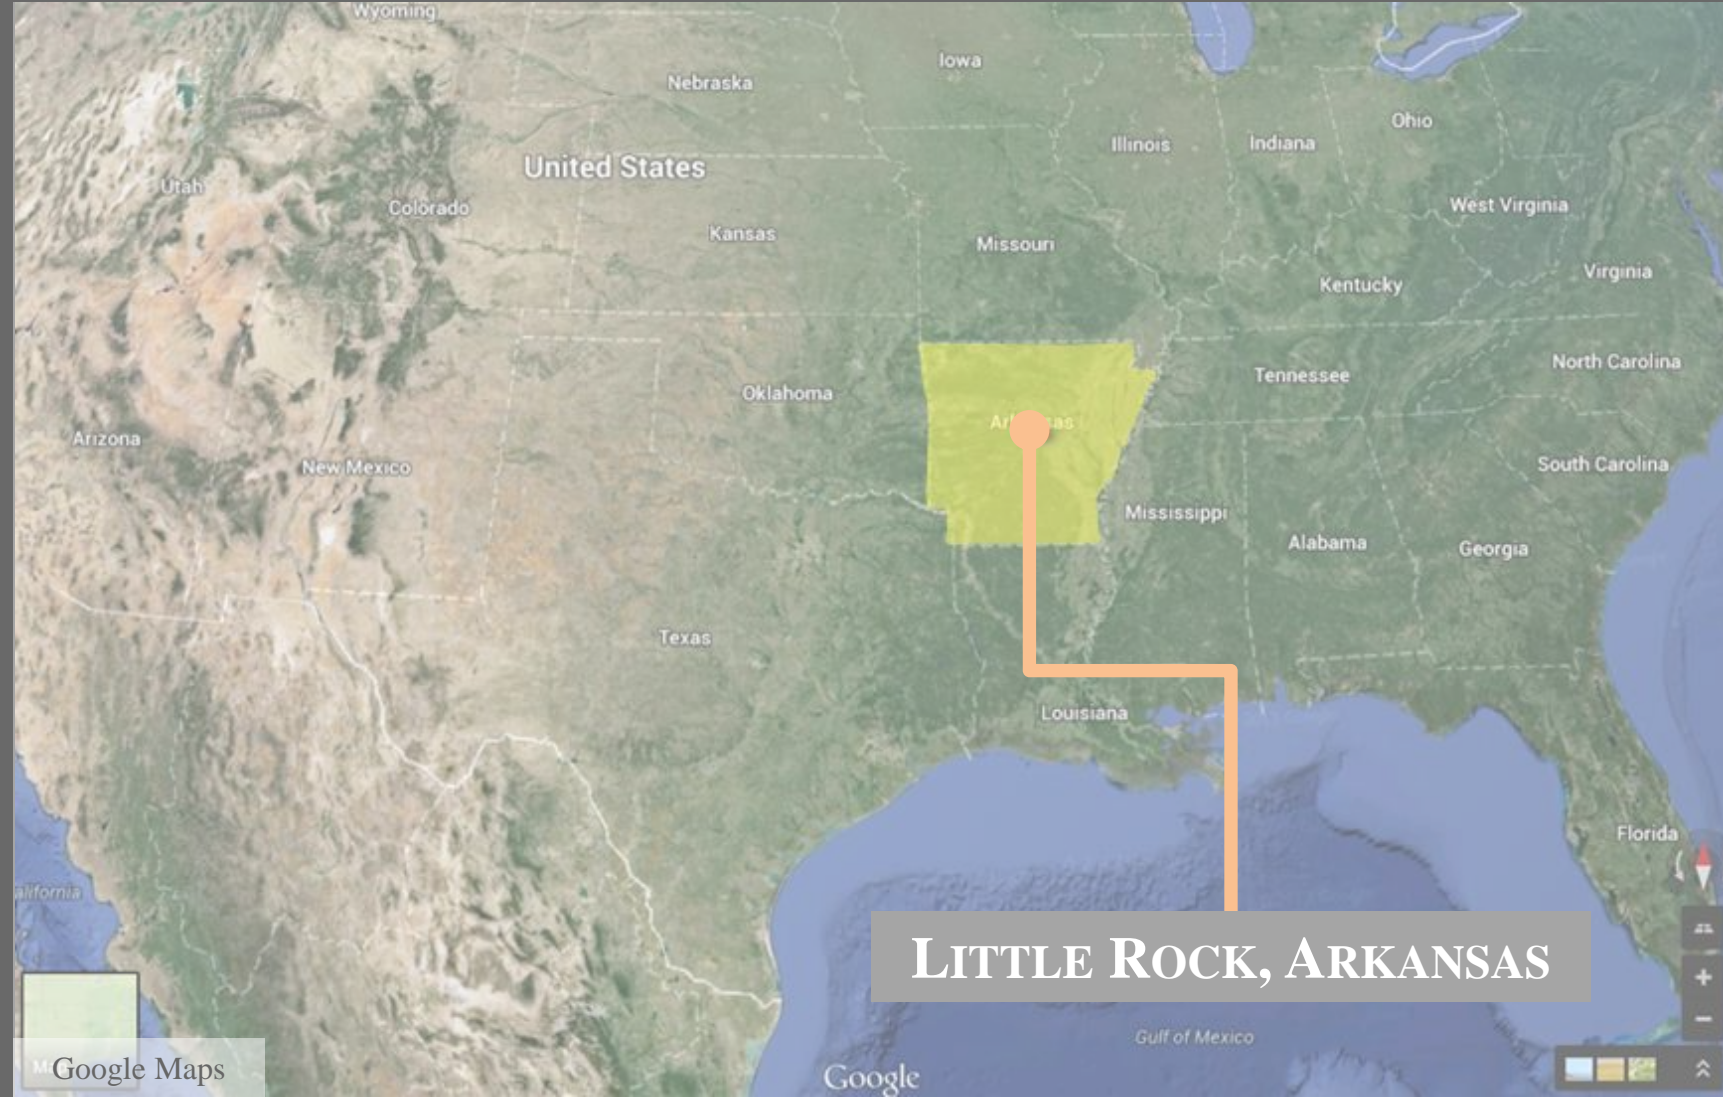 Wyoming
Iowa
Nebraska
Ohio
Illinois
Indiana
United States
Utah
Colorado
West Virginia
Kansas
Missouri
Virginia
Kentucky
North Carolina
Tennessee
Oklahoma
Arizona
New Mexico
South Carolina
Mississippi
Alabama
Georgia
Texas
Louisiana
Florida
alifornia
LITTLE ROCK, ARKANSAS
Gulf of Mexico
Google Maps
Google